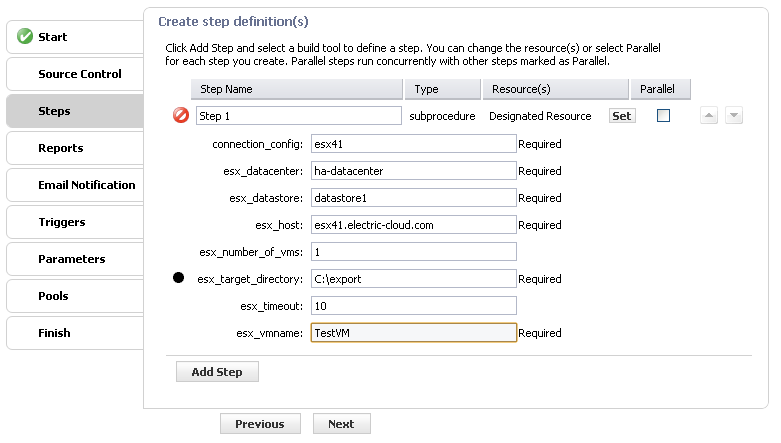 Start
Source Control
Steps
Reports
Email Notification
Triggers
Parameters
Pools
Finish
Create step definition(s)
Click Add Step and select a build tool to define a step. You can change the resource(s) or select Parallel
for each step you create. Parallel steps run concurrently with other steps marked as Parallel.
Step Name Type Resource(s) Parallel
Step 1 subprocedure Designated Resource Set
connection_config: esx41 Required
esx_datacenter: ha-datacenter Required
esx_datastore: datastore1 Required
esx_host: esx41.electric-cloud.com Required
esx_number_of_vms: 1
esx_target_directory: C:\export Required
esx_timeout: 10
esx_vmname: TestVM Required
Add Step
Previous Next